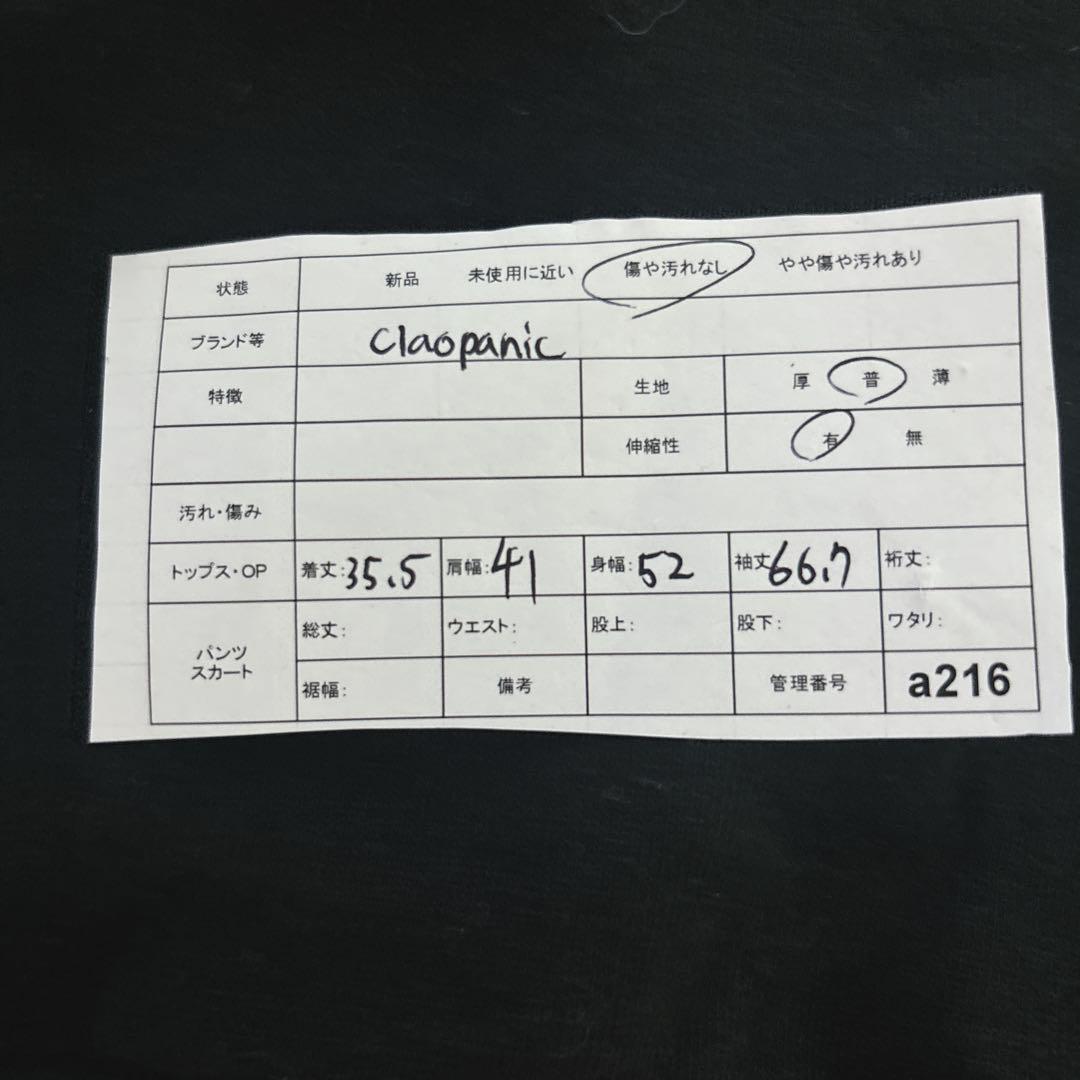 状態 新品 未使用に近い 傷や汚れなし やや傷や汚れあり
ブランド等 claopanic
特徴 生地 厚 普 薄
伸縮性 有 無
汚れ・傷み
トップス・OP 着丈:35.5 肩幅:41 身幅:52 袖丈66.7 裄丈:
パンツ スカート 総丈: ウエスト: 股上: 股下: ワタリ:
裾幅: 備考 管理番号 a216